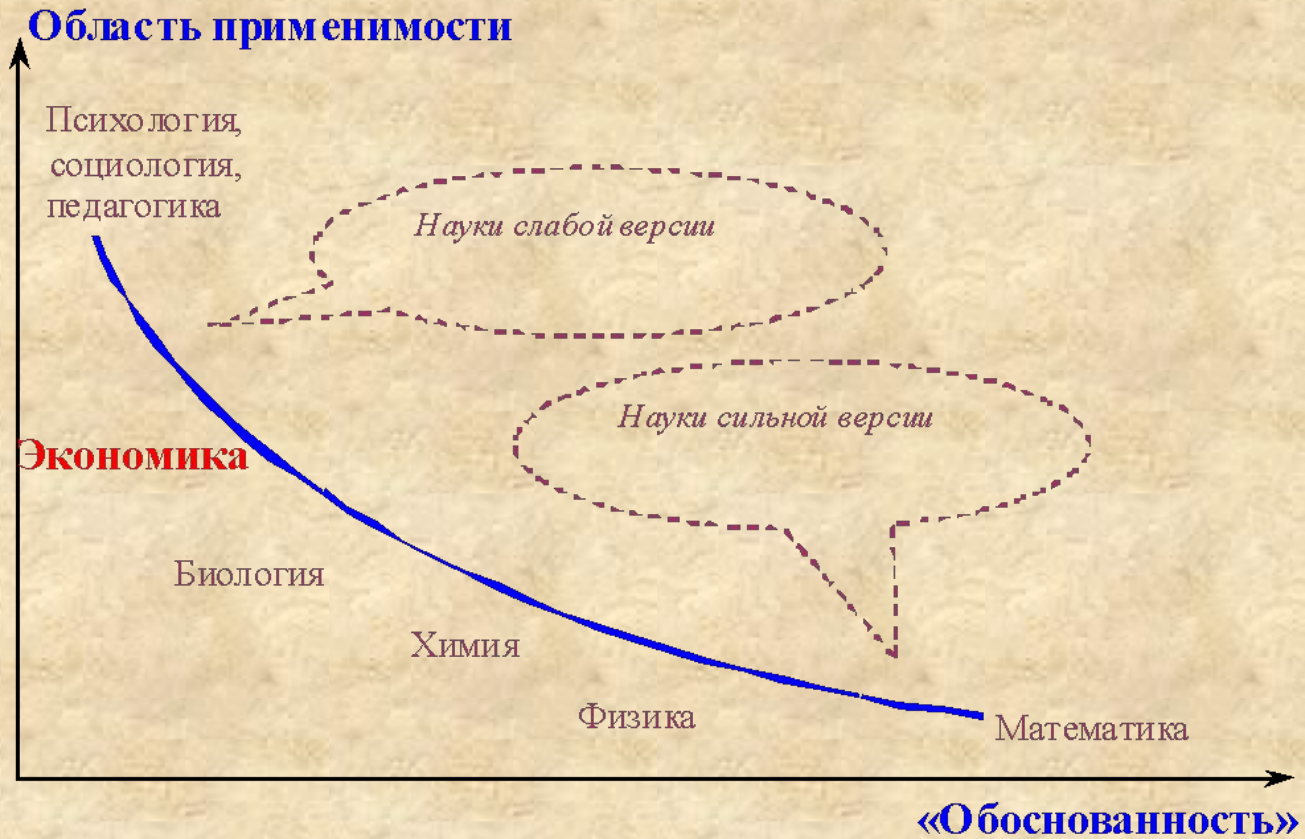 Область применимости
Психология,
социология,
педагогика
Науки слабой версии
Науки сильной версии
Экономика
Биология
Химия
Физика
Математика
«Обоснованность»